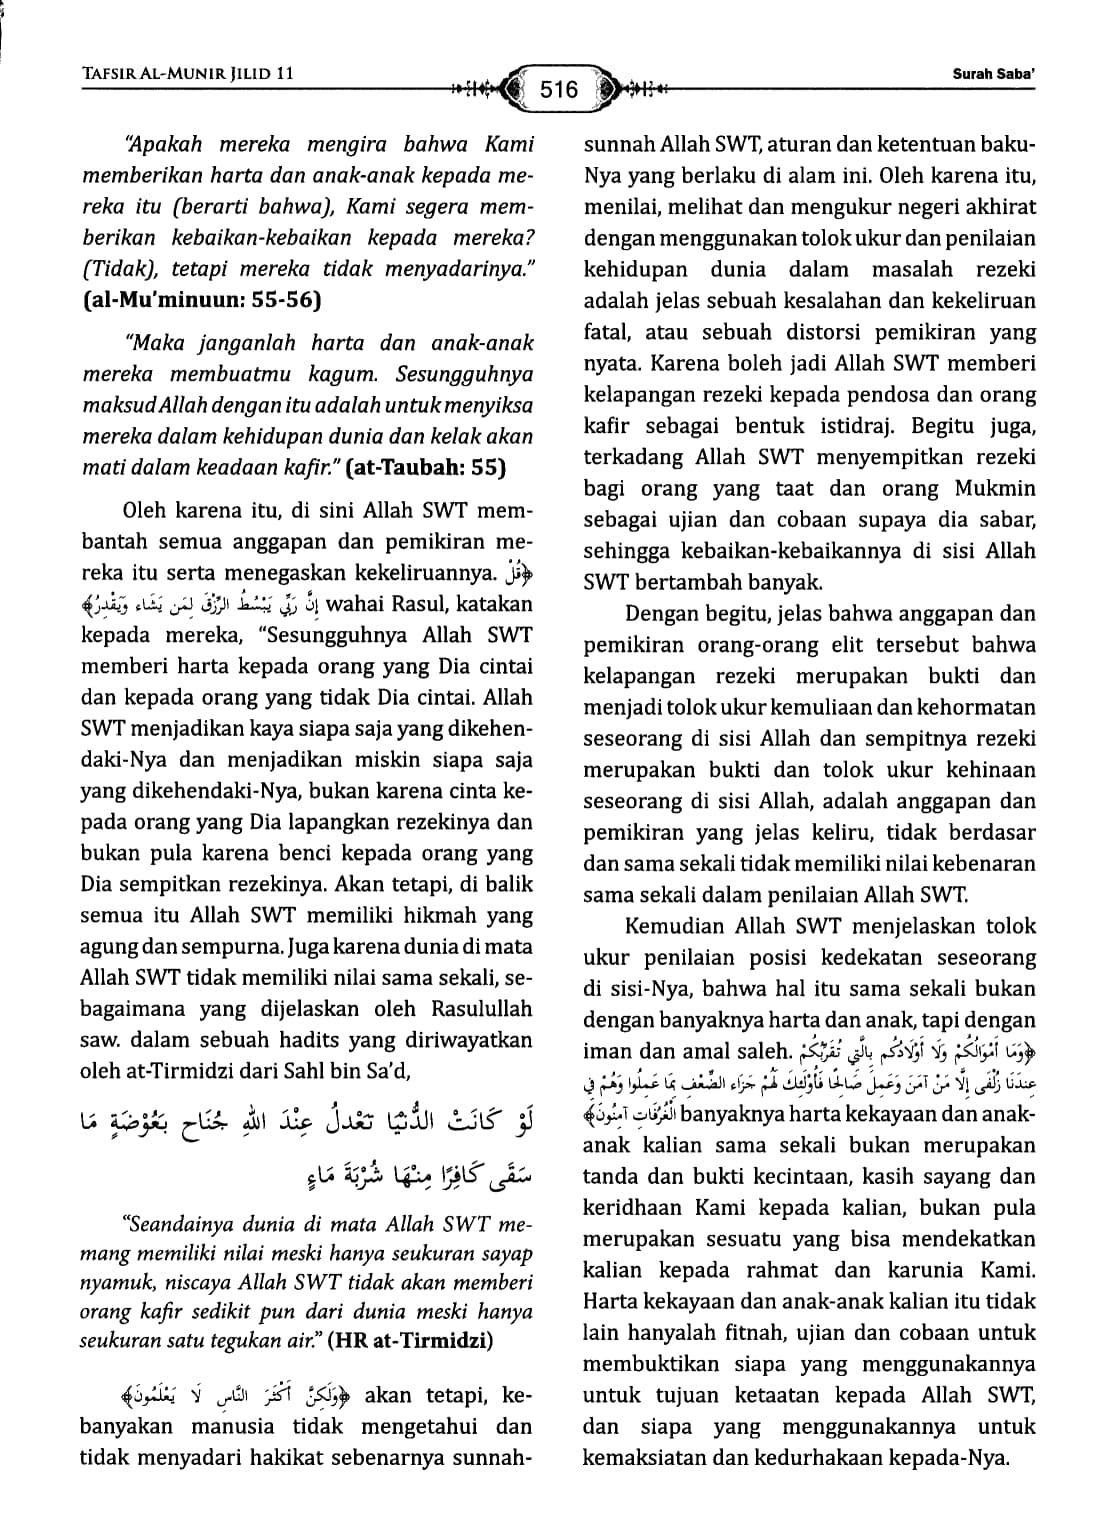 TAFSIR AL-MUNIR JILID 11
516
Surah Saba’
“Apakah mereka mengira bahwa Kami
memberikan harta dan anak-anak kepada me-
reka itu (berarti bahwa), Kami segera mem-
berikan kebaikan-kebaikan kepada mereka?
(Tidak), tetapi mereka tidak menyadarinya.”
(al-Mu’minuun: 55-56)
“Maka janganlah harta dan anak-anak
mereka membuatmu kagum. Sesungguhnya
maksud Allah dengan itu adalah untuk menyiksa
mereka dalam kehidupan dunia dan kelak akan
mati dalam keadaan kafir.” (at-Taubah: 55)
Oleh karena itu, di sini Allah SWT mem-
bantah semua anggapan dan pemikiran me-
reka itu serta menegaskan kekeliruannya. ﴿قُلْ
إِنَّ رَبِّي يَبْسُطُ الرِّزْقَ لِمَن يَشَاء وَيَقْدِرُ﴾ wahai Rasul, katakan
kepada mereka, “Sesungguhnya Allah SWT
memberi harta kepada orang yang Dia cintai
dan kepada orang yang tidak Dia cintai. Allah
SWT menjadikan kaya siapa saja yang dikehen-
daki-Nya dan menjadikan miskin siapa saja
yang dikehendaki-Nya, bukan karena cinta ke-
pada orang yang Dia lapangkan rezekinya dan
bukan pula karena benci kepada orang yang
Dia sempitkan rezekinya. Akan tetapi, di balik
semua itu Allah SWT memiliki hikmah yang
agung dan sempurna. Juga karena dunia di mata
Allah SWT tidak memiliki nilai sama sekali, se-
bagaimana yang dijelaskan oleh Rasulullah
saw. dalam sebuah hadits yang diriwayatkan
oleh at-Tirmidzi dari Sahl bin Sa’d,
لَوْ كَانَتْ الدُّنْيَا تَعْدِلُ عِنْدَ اللهِ جُنَاح بَعُوْضَةٍ مَا
سَقَى كَافِرًا مِنْهَا شُرْبَةَ مَاءٍ
“Seandainya dunia di mata Allah SWT me-
mang memiliki nilai meski hanya seukuran sayap
nyamuk, niscaya Allah SWT tidak akan memberi
orang kafir sedikit pun dari dunia meski hanya
seukuran satu tegukan air.” (HR at-Tirmidzi)
﴿وَلَكِنَّ أَكْثَرَ النَّاسِ لَا يَعْلَمُونَ﴾ akan tetapi, ke-
banyakan manusia tidak mengetahui dan
tidak menyadari hakikat sebenarnya sunnah-
sunnah Allah SWT, aturan dan ketentuan baku-
Nya yang berlaku di alam ini. Oleh karena itu,
menilai, melihat dan mengukur negeri akhirat
dengan menggunakan tolok ukur dan penilaian
kehidupan dunia dalam masalah rezeki
adalah jelas sebuah kesalahan dan kekeliruan
fatal, atau sebuah distorsi pemikiran yang
nyata. Karena boleh jadi Allah SWT memberi
kelapangan rezeki kepada pendosa dan orang
kafir sebagai bentuk istidraj. Begitu juga,
terkadang Allah SWT menyempitkan rezeki
bagi orang yang taat dan orang Mukmin
sebagai ujian dan cobaan supaya dia sabar,
sehingga kebaikan-kebaikannya di sisi Allah
SWT bertambah banyak.
Dengan begitu, jelas bahwa anggapan dan
pemikiran orang-orang elit tersebut bahwa
kelapangan rezeki merupakan bukti dan
menjadi tolok ukur kemuliaan dan kehormatan
seseorang di sisi Allah dan sempitnya rezeki
merupakan bukti dan tolok ukur kehinaan
seseorang di sisi Allah, adalah anggapan dan
pemikiran yang jelas keliru, tidak berdasar
dan sama sekali tidak memiliki nilai kebenaran
sama sekali dalam penilaian Allah SWT.
Kemudian Allah SWT menjelaskan tolok
ukur penilaian posisi kedekatan seseorang
di sisi-Nya, bahwa hal itu sama sekali bukan
dengan banyaknya harta dan anak, tapi dengan
iman dan amal saleh. ﴿وَمَا أَمْوَالُكُمْ وَلَا أَوْلَادُكُم بِالَّتِي تُقَرِّبُكُمْ
عِندَنَا زُلْفَى إِلَّا مَنْ آمَنَ وَعَمِلَ صَالِحًا فَأُوْلَئِكَ لَهُمْ جَزَاء الضِّعْفِ بِمَا عَمِلُوا وَهُمْ فِي
الْغُرُفَاتِ آمِنُونَ﴾ banyaknya harta kekayaan dan anak-
anak kalian sama sekali bukan merupakan
tanda dan bukti kecintaan, kasih sayang dan
keridhaan Kami kepada kalian, bukan pula
merupakan sesuatu yang bisa mendekatkan
kalian kepada rahmat dan karunia Kami.
Harta kekayaan dan anak-anak kalian itu tidak
lain hanyalah fitnah, ujian dan cobaan untuk
membuktikan siapa yang menggunakannya
untuk tujuan ketaatan kepada Allah SWT,
dan siapa yang menggunakannya untuk
kemaksiatan dan kedurhakaan kepada-Nya.